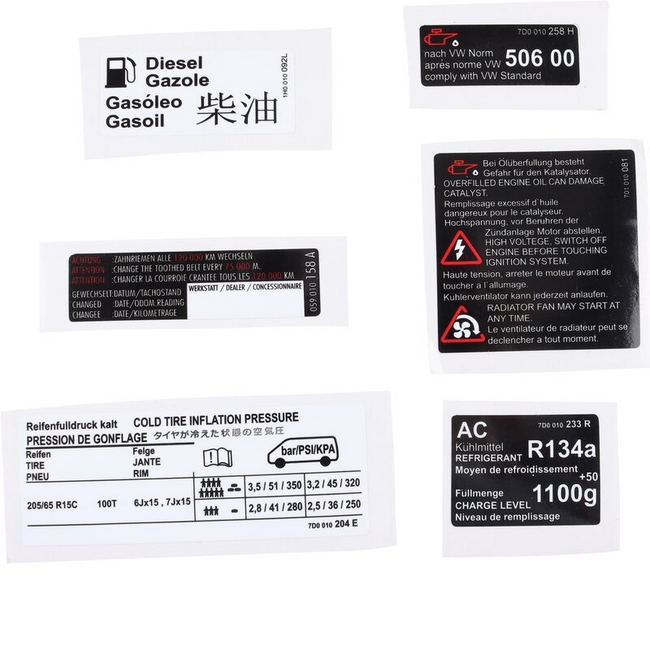 Diesel
Gazole
Gasóleo
Gasoil
柴油
1H0 010 092L
7D0 010 258 H
nach VW Norm
après norme VW 506 00
comply with VW Standard
Bei Ölüberfullung besteht
Gefahr für den Katalysator.
OVERFILLED ENGINE OIL CAN DAMAGE
CATALYST.
Remplissage excessif d'huile
dangereux pour le catalyseur.
Hochspannung, vor Beruhren der
Zündanlage Motor abstellen.
HIGH VOLTAGE, SWITCH OFF
ENGINE BEFORE TOUCHING
IGNITION SYSTEM.
Haute tension, arreter le moteur avant de
toucher a l'allumage.
Kuhlerventilator kann jederzeit anlaufen.
RADIATOR FAN MAY START AT
ANY TIME.
Le ventilateur de radiateur peut se
declencher a tout moment.
701 010 081
ACHTUNG :ZAHNRIEMEN ALLE 120 000 KM WECHSELN
ATTENTION :CHANGE THE TOOTHED BELT EVERY 75 000 M.
ATTENTION :CHANGER LA COURROIE CRANTEE TOUS LES 120 000 KM
GEWECHSELT:DATUM/TACHOSTAND
CHANGED :DATE/ODOM.READING
CHANGEE :DATE/KILOMETRAGE
WERKSTATT / DEALER / CONCESSIONNAIRE
059 010 158 A
Reifenfulldruck kalt COLD TIRE INFLATION PRESSURE
PRESSION DE GONFLAGE タイヤが冷えた状態の空気圧
Reifen Felge
TIRE JANTE
PNEU RIM
bar/PSI/KPA
205/65 R15C 100T 6Jx15 , 7Jx15
3,5 / 51 / 350 3,2 / 45 / 320
2,8 / 41 / 280 2,5 / 36 / 250
7D0 010 204 E
AC 7D0 010 233 R
Kühlmittel
REFRIGERANT R134a
Moyen de refroidissement
+50
Fullmenge 1100g
CHARGE LEVEL
Niveau de remplissage